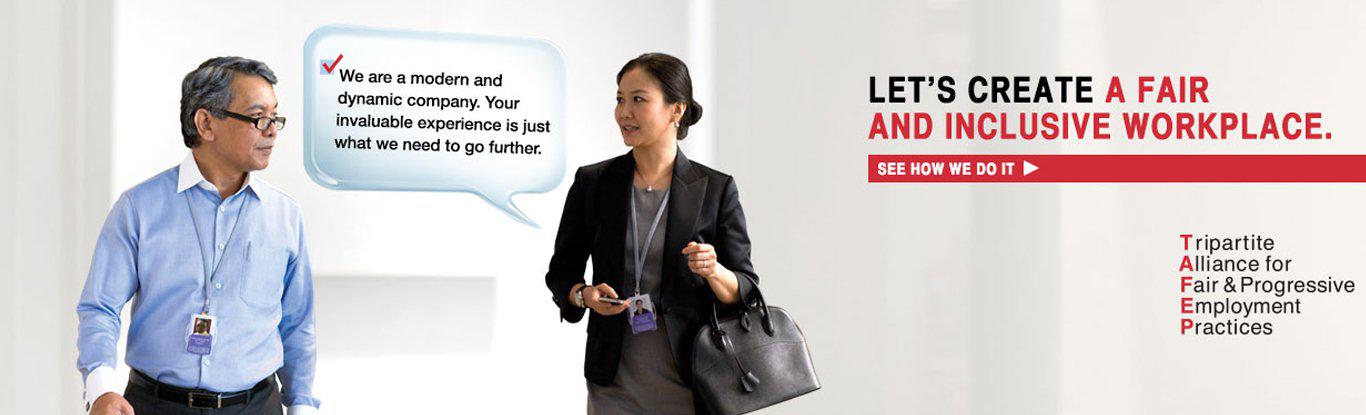 We are a modern and
dynamic company. Your
invaluable experience is just
what we need to go further.
LET'S CREATE A FAIR
AND INCLUSIVE WORKPLACE.
SEE HOW WE DO IT
Tripartite
Alliance for
Fair & Progressive
Employment
Practices